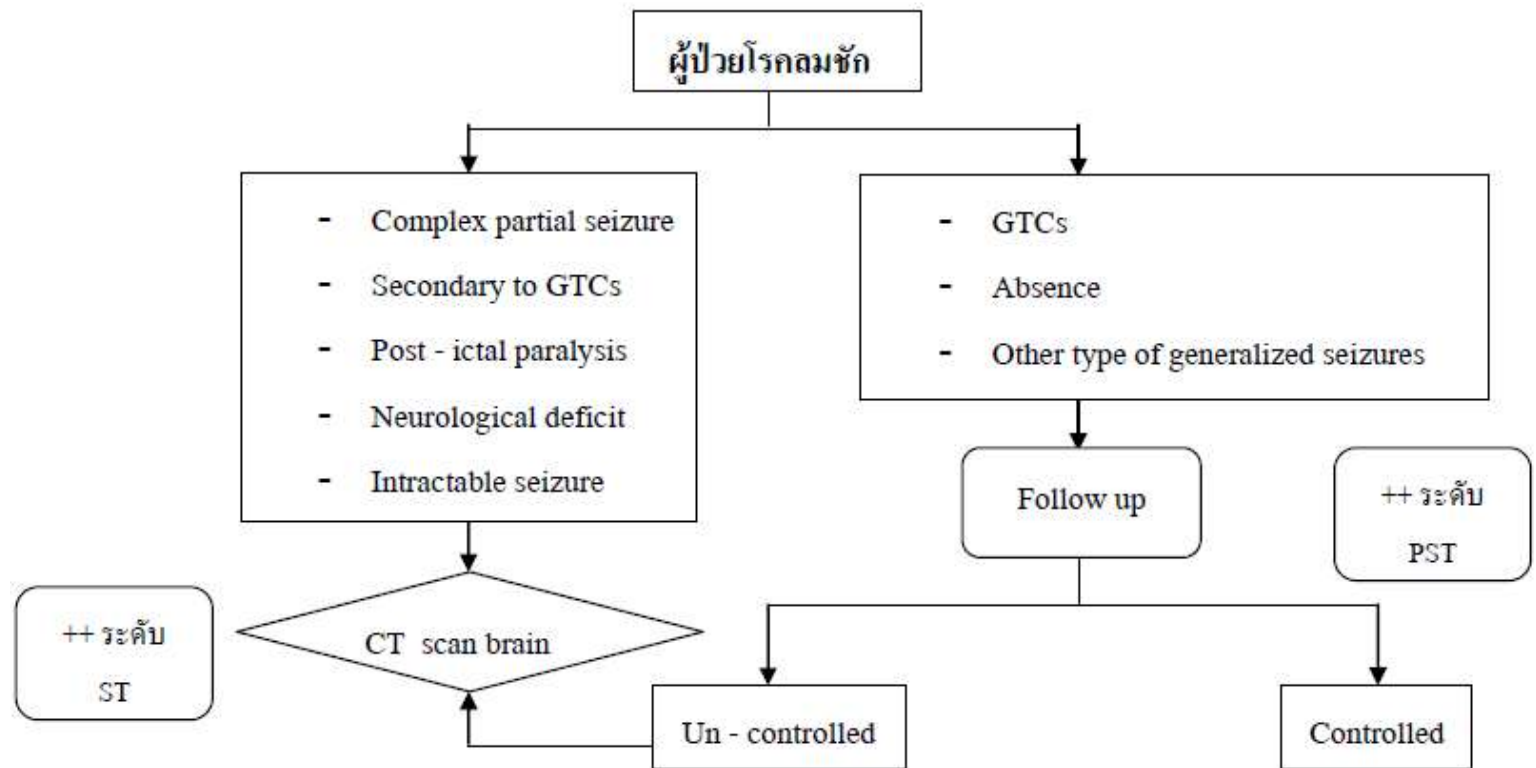 ผู้ป่วยโรคลมชัก
- Complex partial seizure
- Secondary to GTCs
- Post - ictal paralysis
- Neurological deficit
- Intractable seizure
- GTCs
- Absence
- Other type of generalized seizures
Follow up
++ ระดับ
PST
++ ระดับ
ST
CT scan brain
Un - controlled
Controlled